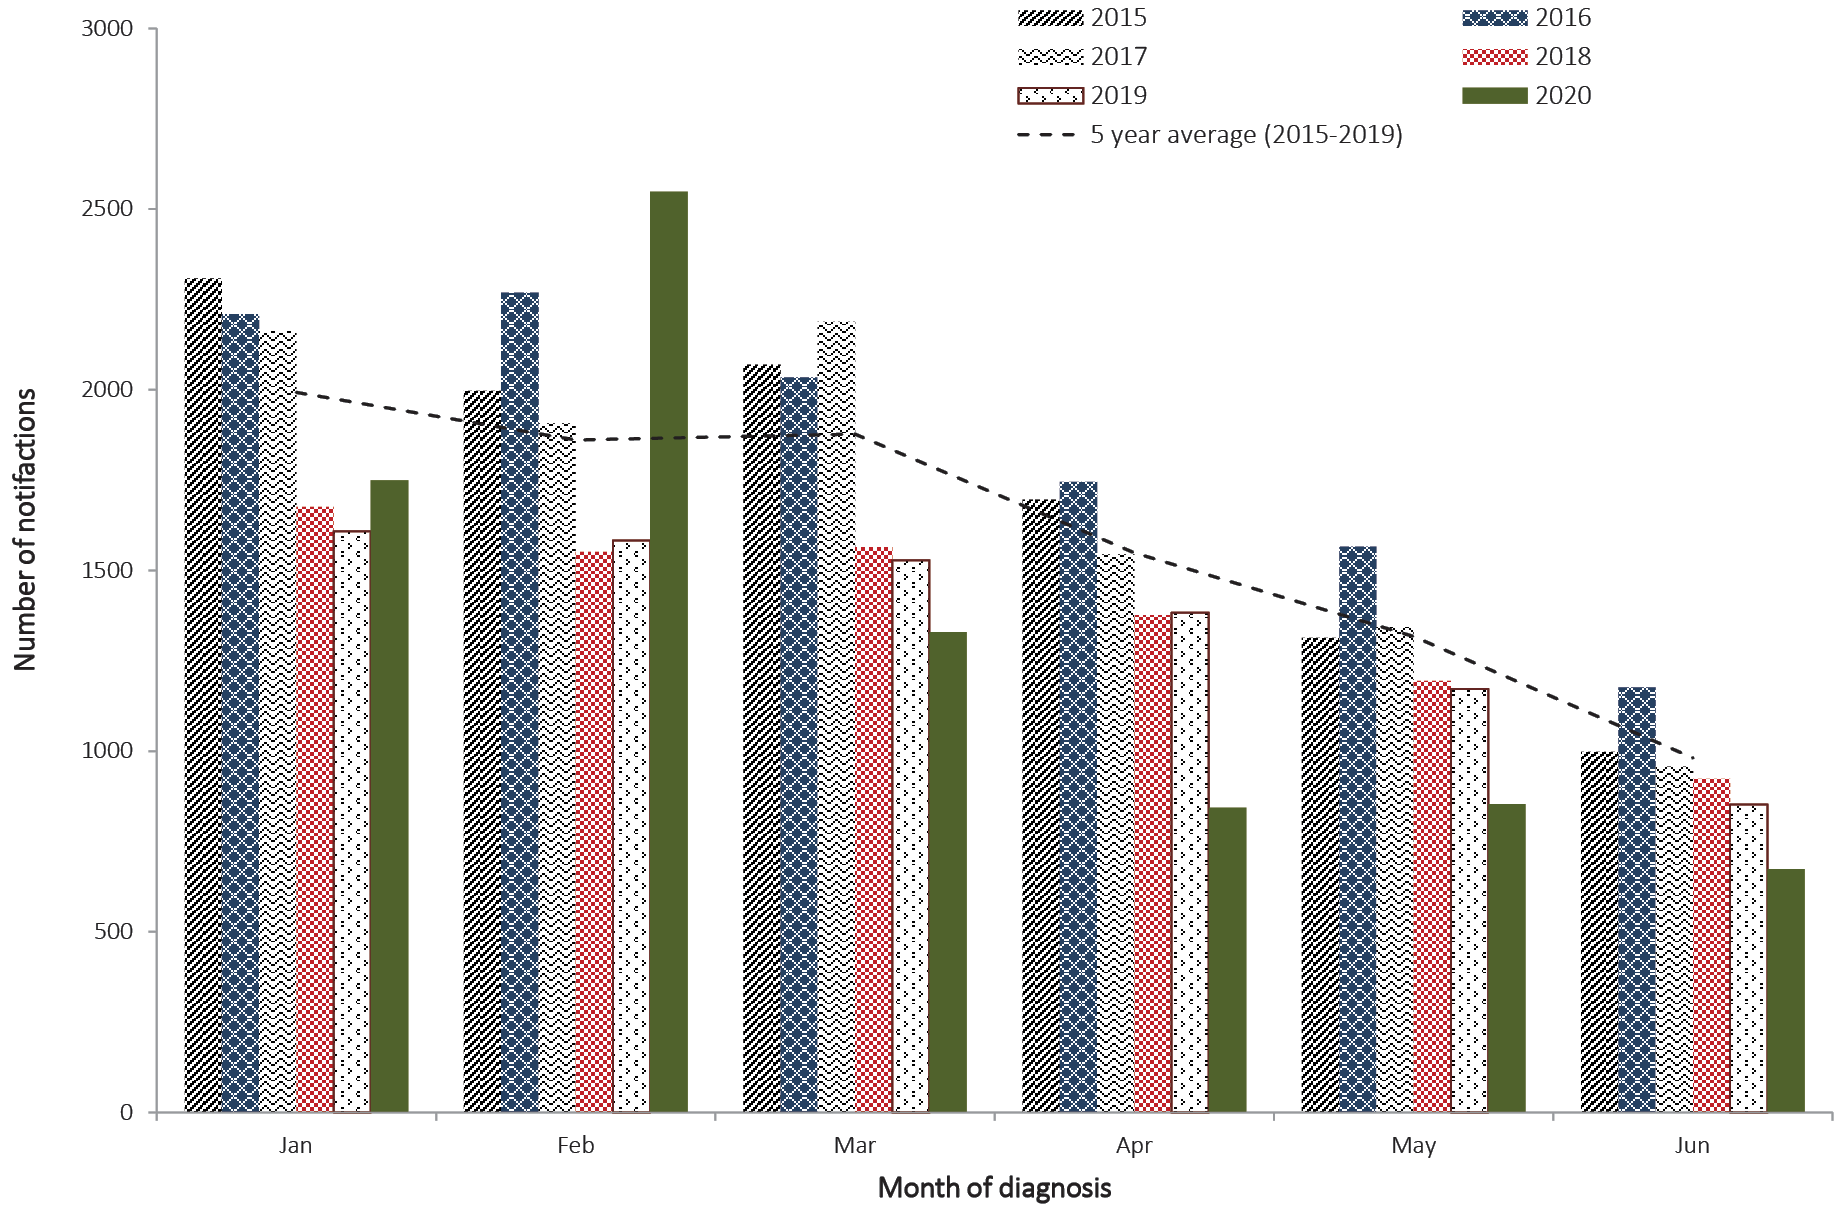 2015
2016
2017
2018
2019
2020
5 year average (2015-2019)
3000
2500
2000
1500
1000
500
0
Number of notifactions
Jan
Feb
Mar
Apr
May
Jun
Month of diagnosis